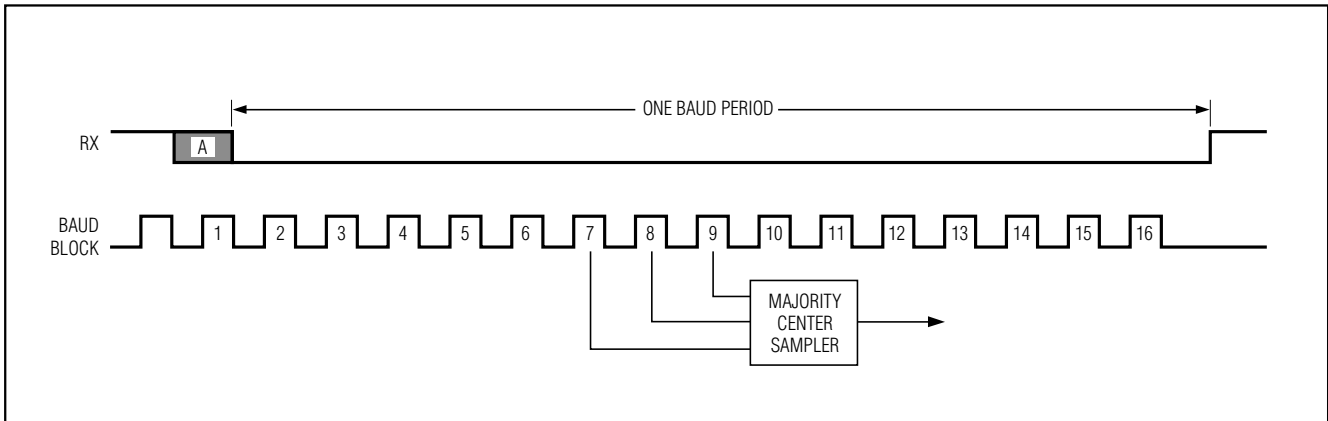 ONE BAUD PERIOD
RX
A
BAUD
BLOCK
1 2 3 4 5 6 7 8 9 10 11 12 13 14 15 16
MAJORITY
CENTER
SAMPLER